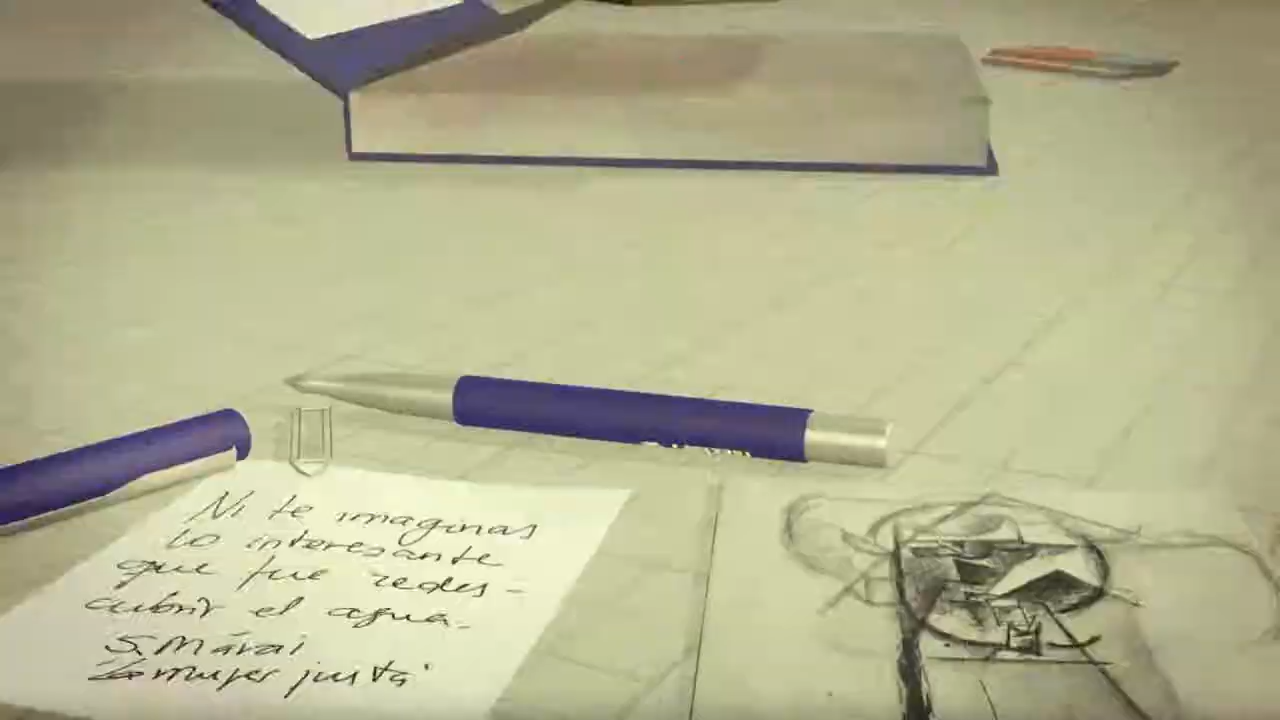 Ni te imaginas
lo interesante
que fue redes-
cubrir el agua.
S. Márai
"La mujer justa"